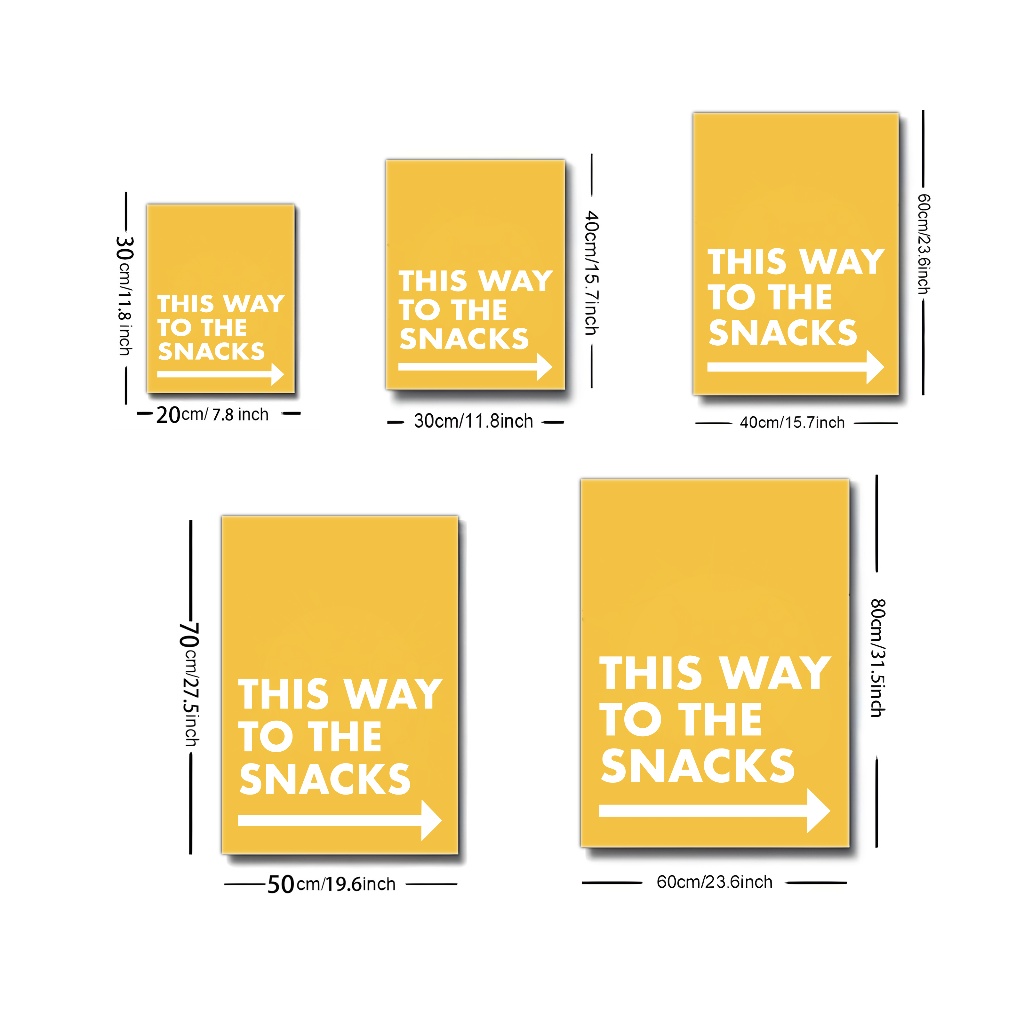 30cm/11.8 inch
THIS WAY
TO THE
SNACKS
20cm/ 7.8 inch
THIS WAY
TO THE
SNACKS
40cm/15.7inch
30cm/11.8inch
THIS WAY
TO THE
SNACKS
60cm/23.6inch
40cm/15.7inch
70cm/27.5inch
THIS WAY
TO THE
SNACKS
50cm/19.6inch
THIS WAY
TO THE
SNACKS
80cm/31.5inch
60cm/23.6inch